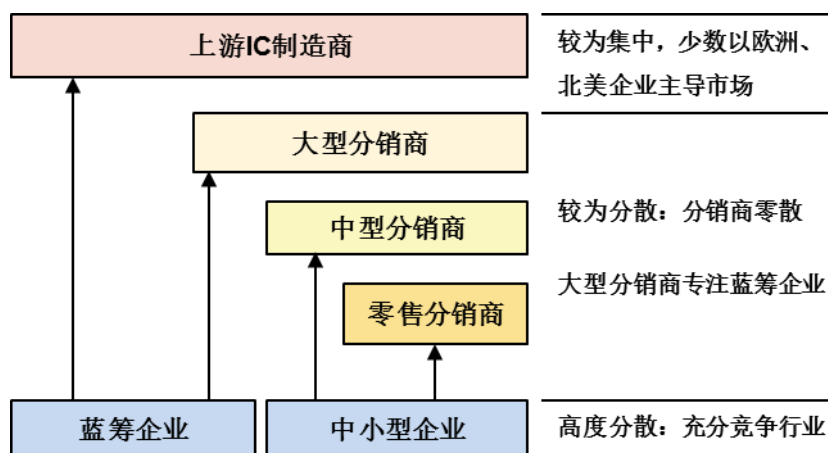 上游IC制造商
较为集中，少数以欧洲、
北美企业主导市场
大型分销商
中型分销商
较为分散：分销商零散
零售分销商
大型分销商专注蓝筹企业
蓝筹企业
中小型企业
高度分散：充分竞争行业